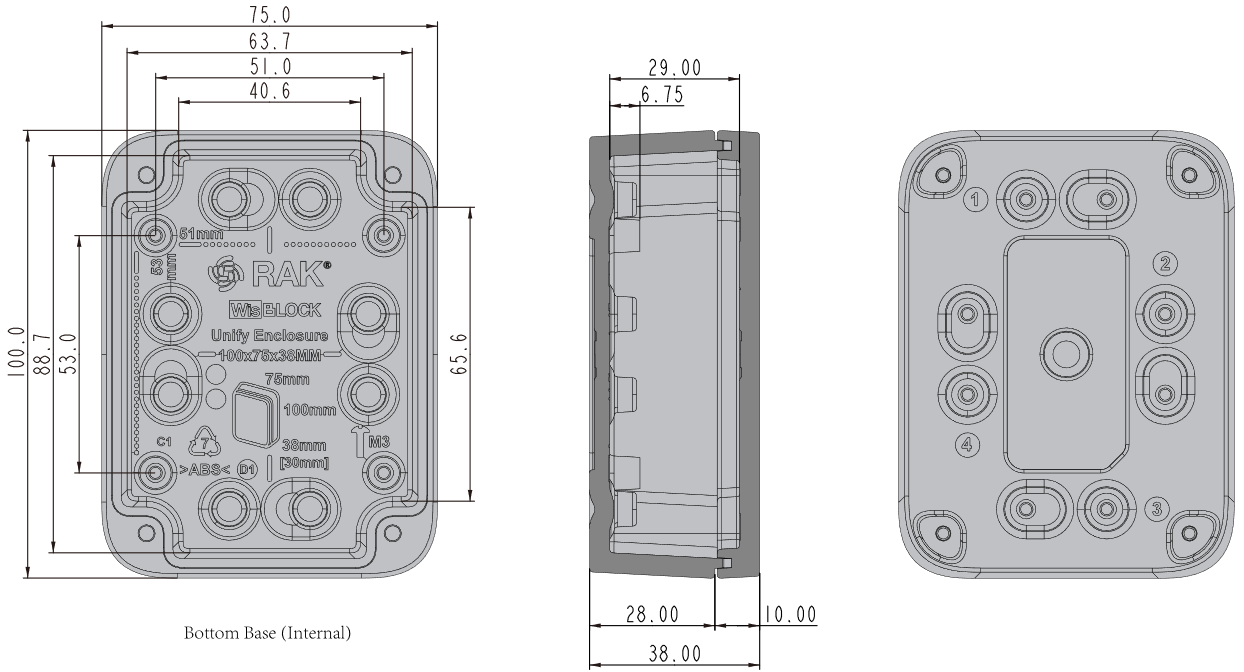 75.0
63.7
51.0
40.6
100.0
88.7
53.0
65.6
51mm
53 mm
RAK®
WisBLOCK
Unify Enclosure
100x75x38MM
75mm
100mm
38mm
[30mm]
C1
7
M3
>ABS<
D1
Bottom Base (Internal)
29.00
6.75
28.00
10.00
38.00
1
2
3
4